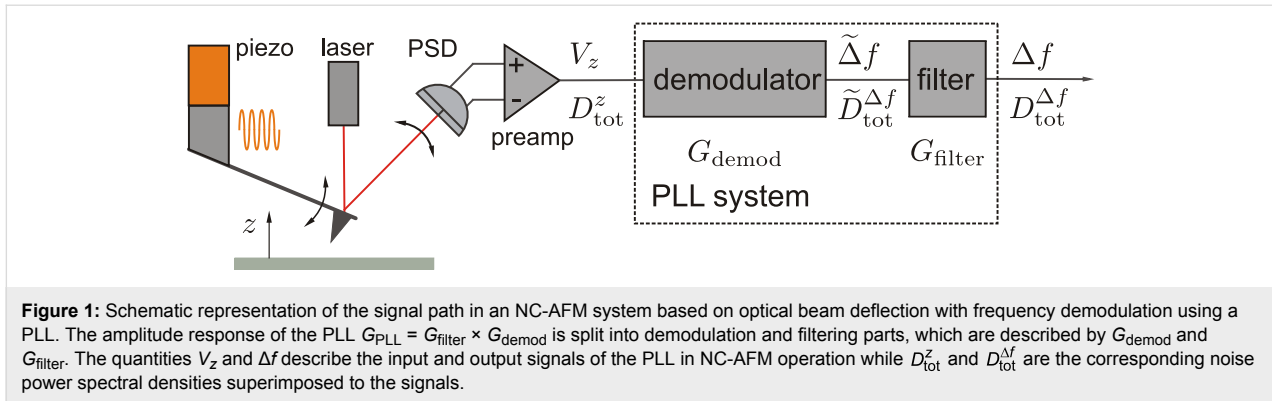 piezo laser PSD
+
-
preamp
V_z
D^z_tot
demodulator
G_demod
Δ̃f
D̃^Δf_tot
filter
G_filter
Δf
D^Δf_tot
PLL system
z
Figure 1: Schematic representation of the signal path in an NC-AFM system based on optical beam deflection with frequency demodulation using a
PLL. The amplitude response of the PLL G_PLL = G_filter × G_demod is split into demodulation and filtering parts, which are described by G_demod and
G_filter. The quantities V_z and Δf describe the input and output signals of the PLL in NC-AFM operation while D^z_tot and D^Δf_tot are the corresponding noise
power spectral densities superimposed to the signals.